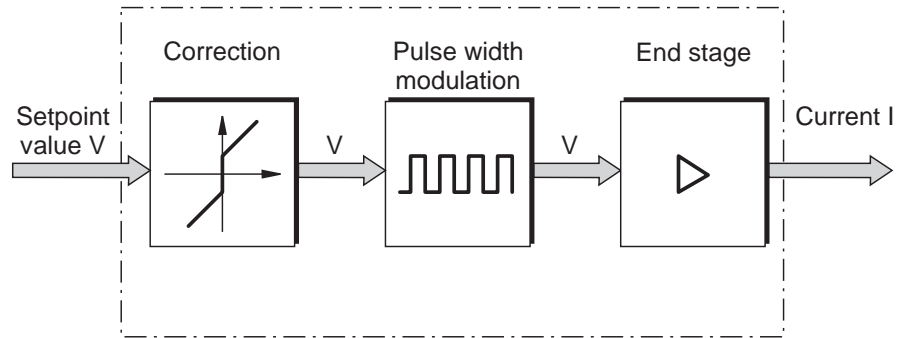 Correction
Pulse width
modulation
End stage
Setpoint
value V
V
V
Current I